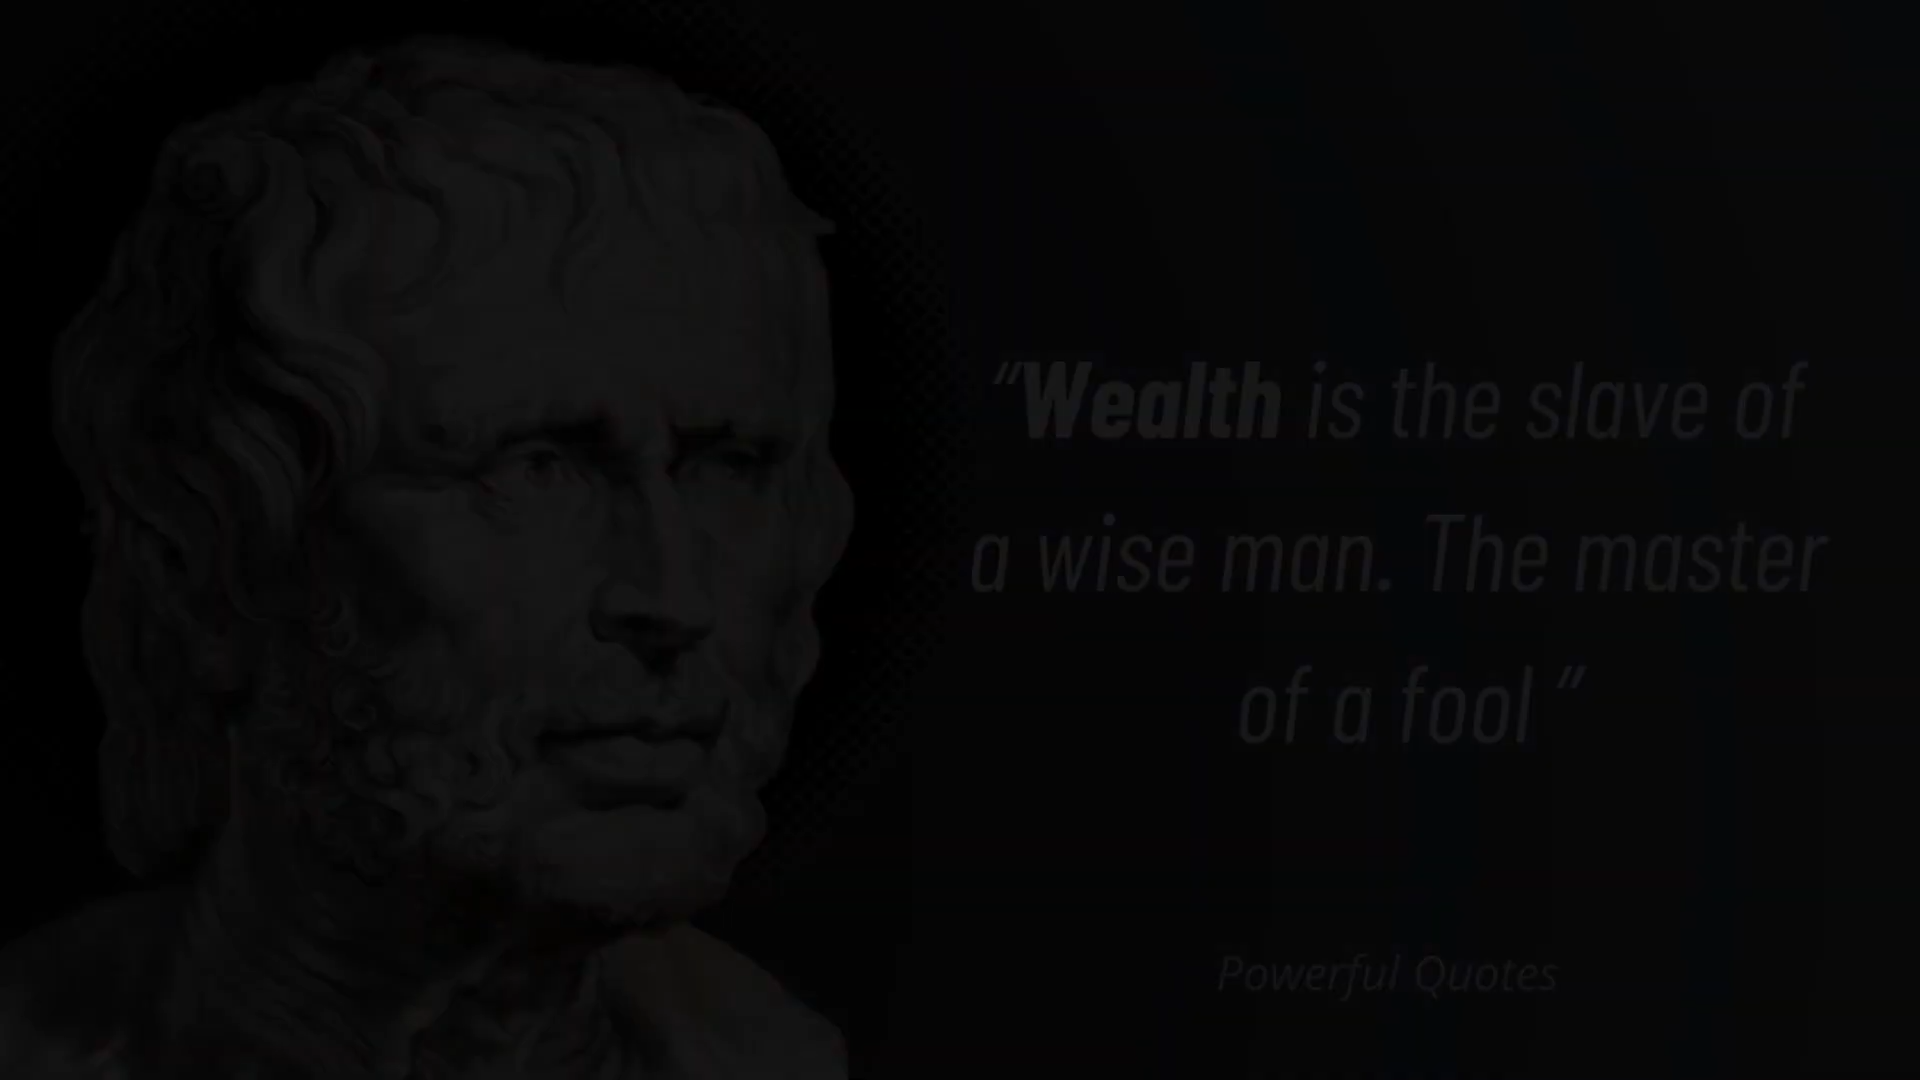 “Wealth is the slave of
a wise man. The master
of a fool ”
Powerful Quotes